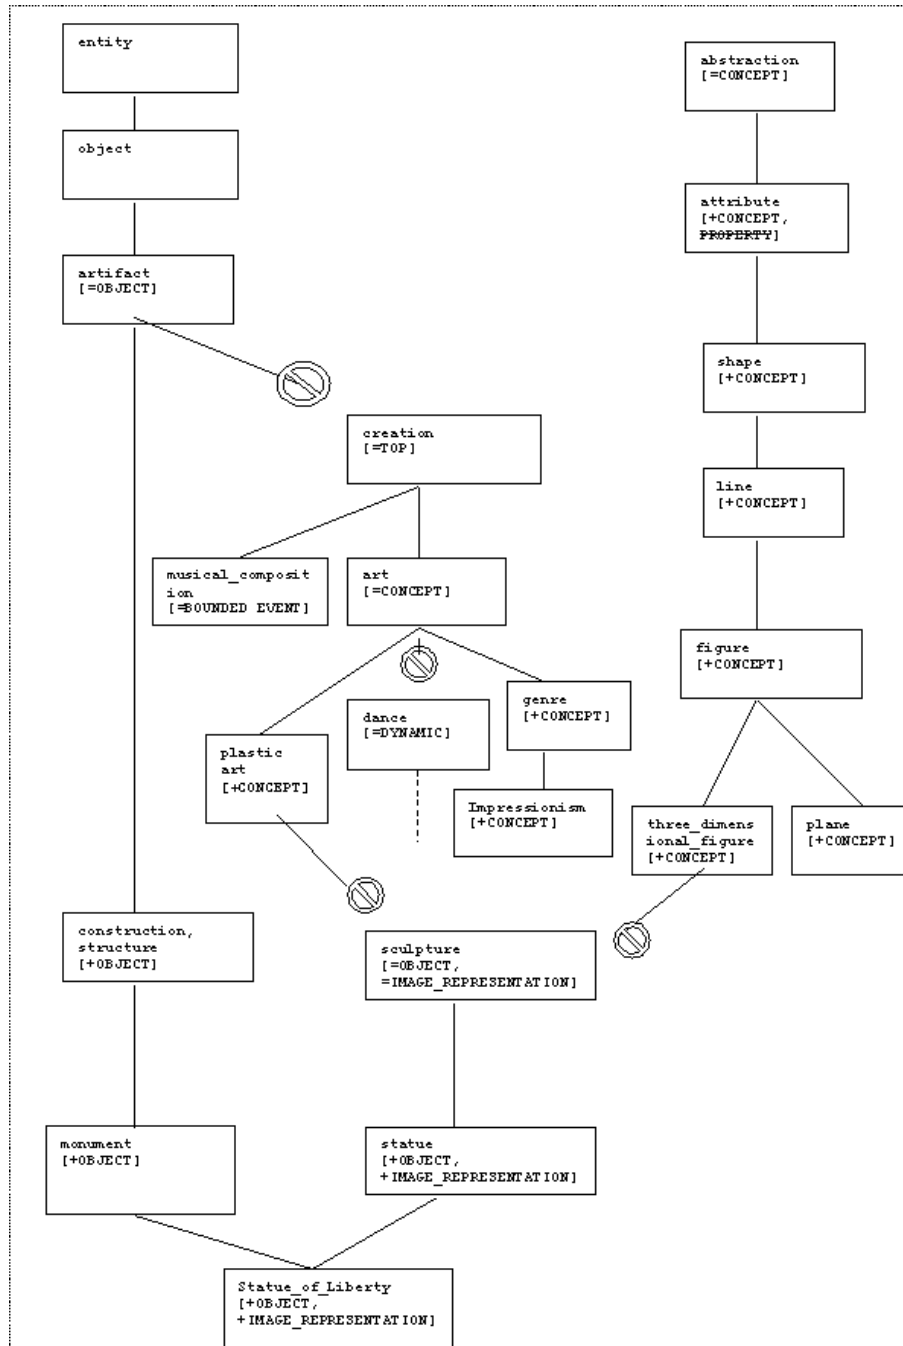 entity
abstraction
[=CONCEPT]
object
attribute
[+CONCEPT,
PROPERTY]
artifact
[=OBJECT]
shape
[+CONCEPT]
creation
[=TOP]
line
[+CONCEPT]
musical_composit
ion
[=BOUNDED EVENT]
art
[=CONCEPT]
figure
[+CONCEPT]
genre
[+CONCEPT]
dance
[=DYNAMIC]
plastic
art
[+CONCEPT]
Impressionism
[+CONCEPT]
three_dimens
ional_figure
[+CONCEPT]
plane
[+CONCEPT]
construction,
structure
[+OBJECT]
sculpture
[=OBJECT,
=IMAGE_REPRESENTATION]
monument
[+OBJECT]
statue
[+OBJECT,
+IMAGE_REPRESENTATION]
Statue_of_Liberty
[+OBJECT,
+IMAGE_REPRESENTATION]